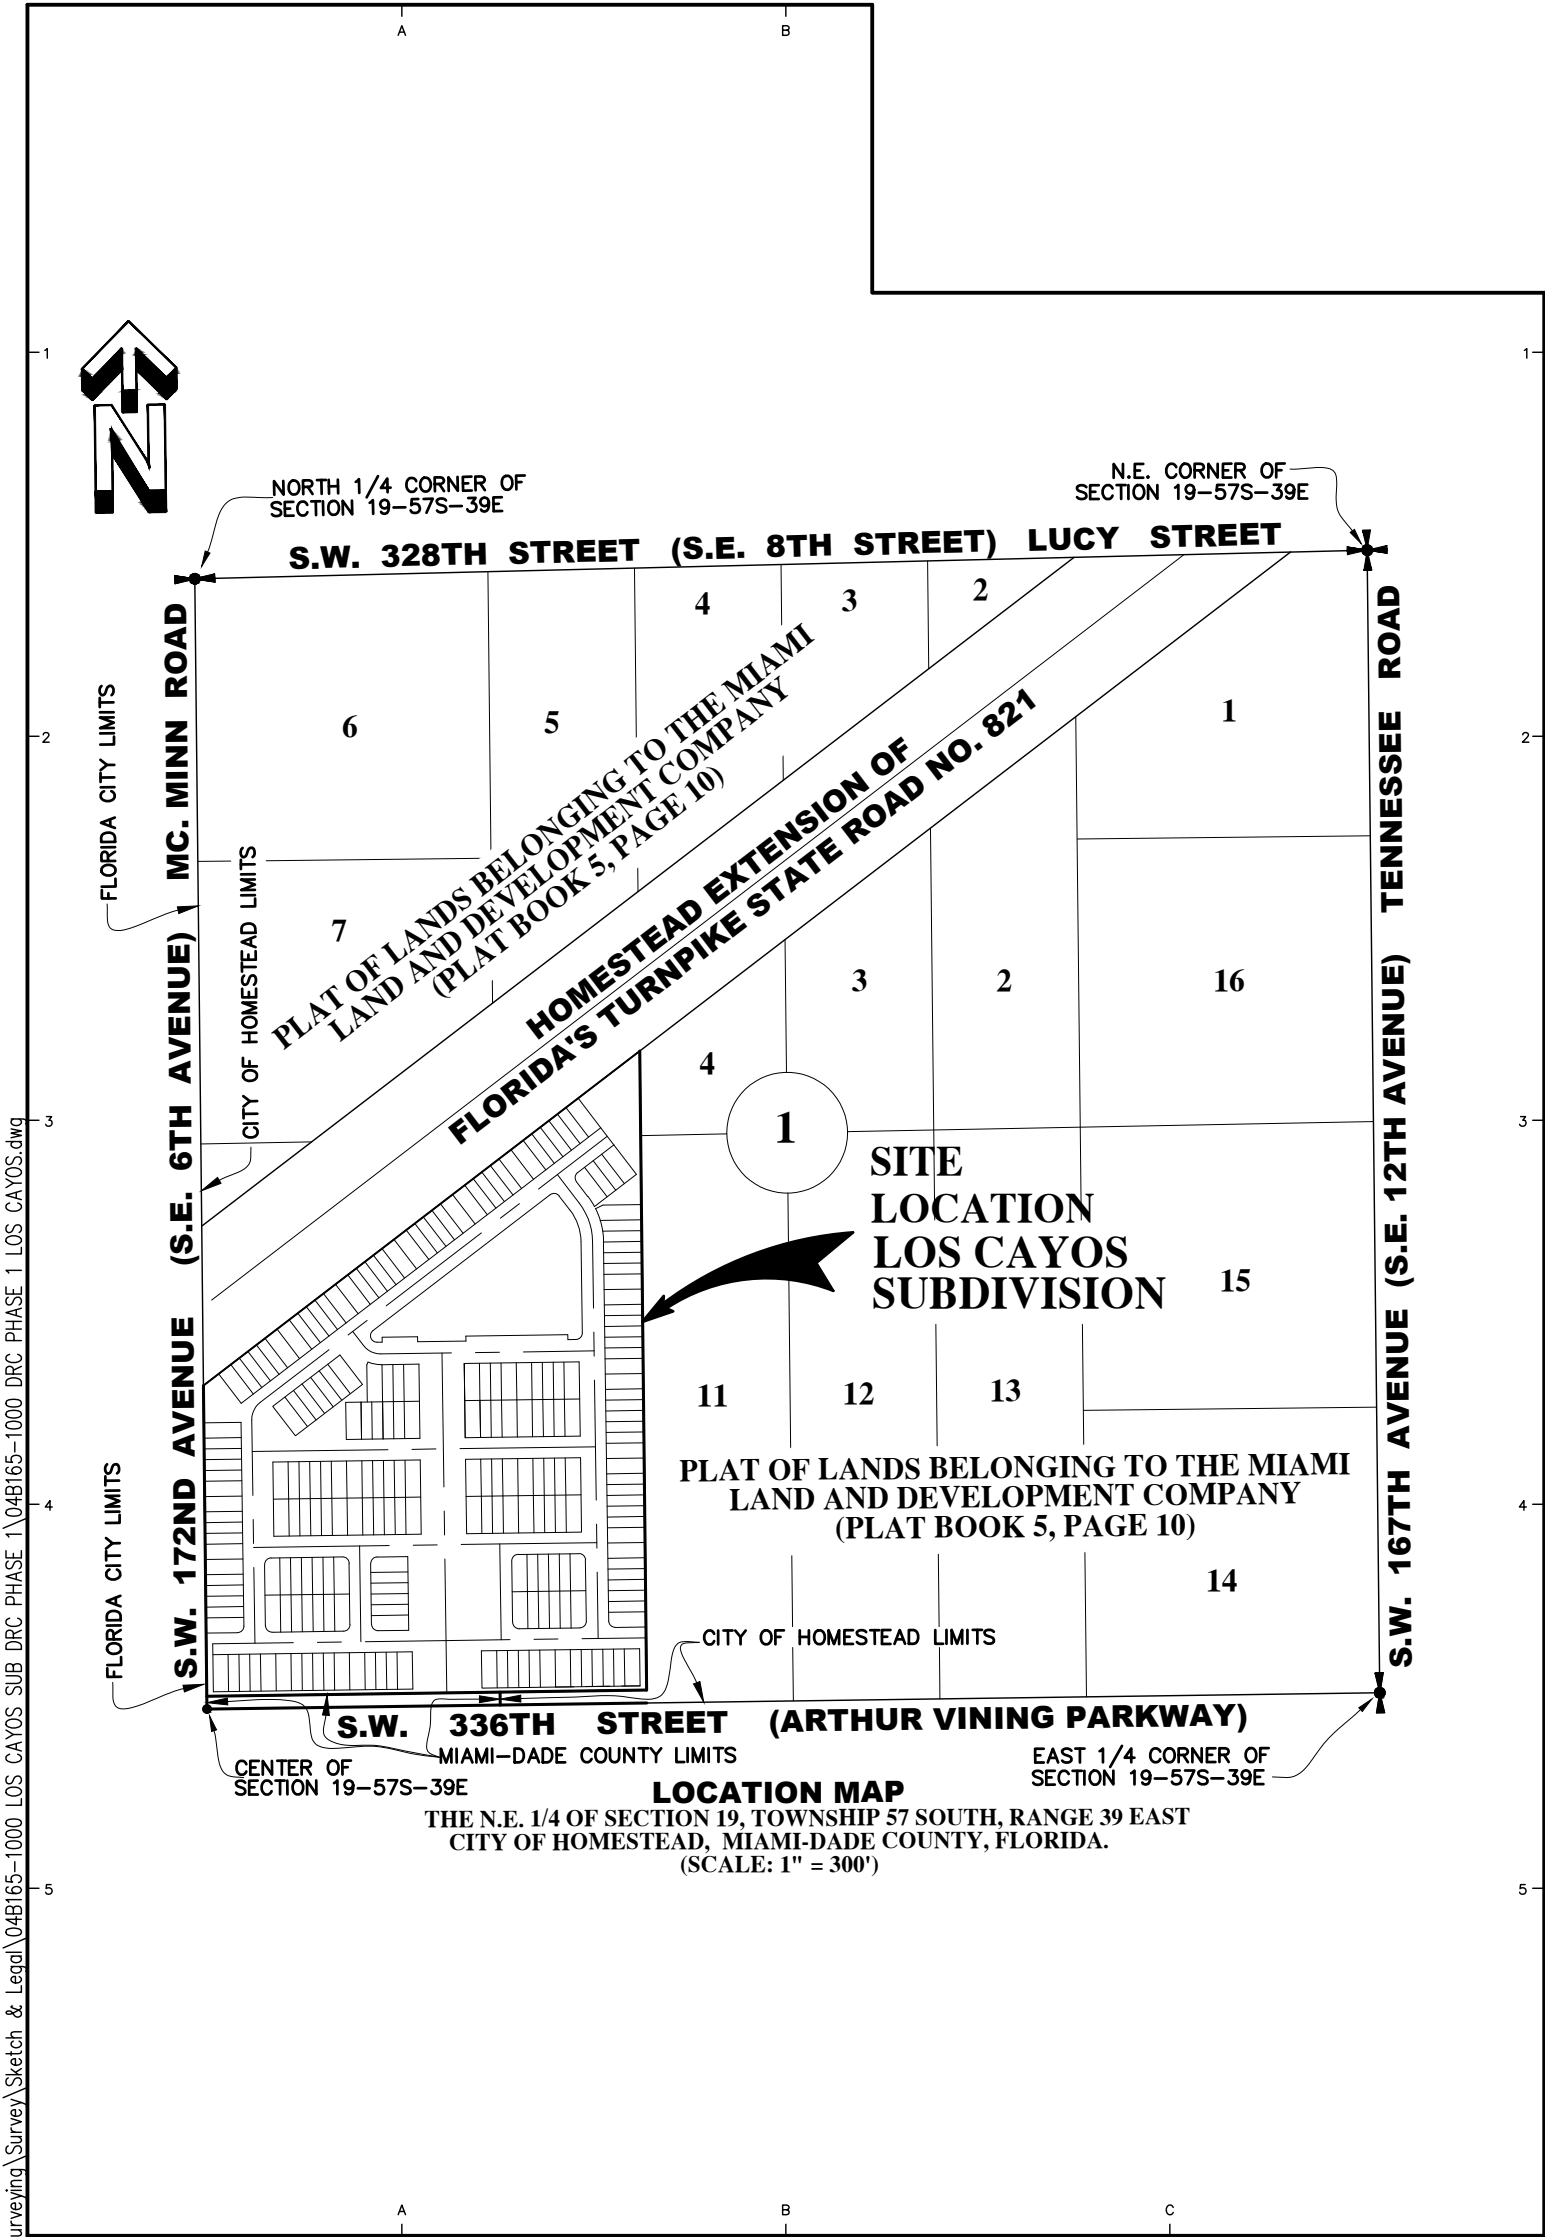 A
B
1
1
N
NORTH 1/4 CORNER OF
SECTION 19-57S-39E
N.E. CORNER OF
SECTION 19-57S-39E
S.W. 328TH STREET (S.E. 8TH STREET) LUCY STREET
4
3
2
6
5
1
2
2
PLAT OF LANDS BELONGING TO THE MIAMI
LAND AND DEVELOPMENT COMPANY
(PLAT BOOK 5, PAGE 10)
HOMESTEAD EXTENSION OF
FLORIDA'S TURNPIKE STATE ROAD NO. 821
FLORIDA CITY LIMITS
S.W. 172ND AVENUE (S.E. 6TH AVENUE) MC. MINN ROAD
CITY OF HOMESTEAD LIMITS
S.W. 167TH AVENUE (S.E. 12TH AVENUE) TENNESSEE ROAD
7
3
2
16
4
1
3
3
SITE
LOCATION
LOS CAYOS
SUBDIVISION
15
11
12
13
PLAT OF LANDS BELONGING TO THE MIAMI
LAND AND DEVELOPMENT COMPANY
(PLAT BOOK 5, PAGE 10)
4
4
14
FLORIDA CITY LIMITS
CITY OF HOMESTEAD LIMITS
S.W. 336TH STREET (ARTHUR VINING PARKWAY)
MIAMI-DADE COUNTY LIMITS
CENTER OF
SECTION 19-57S-39E
EAST 1/4 CORNER OF
SECTION 19-57S-39E
LOCATION MAP
THE N.E. 1/4 OF SECTION 19, TOWNSHIP 57 SOUTH, RANGE 39 EAST
CITY OF HOMESTEAD, MIAMI-DADE COUNTY, FLORIDA.
(SCALE: 1" = 300')
5
5
urveying\Survey\Sketch & Legal\04B165-1000 LOS CAYOS SUB DRC PHASE 1\04B165-1000 DRC PHASE 1 LOS CAYOS.dwg
A
B
C